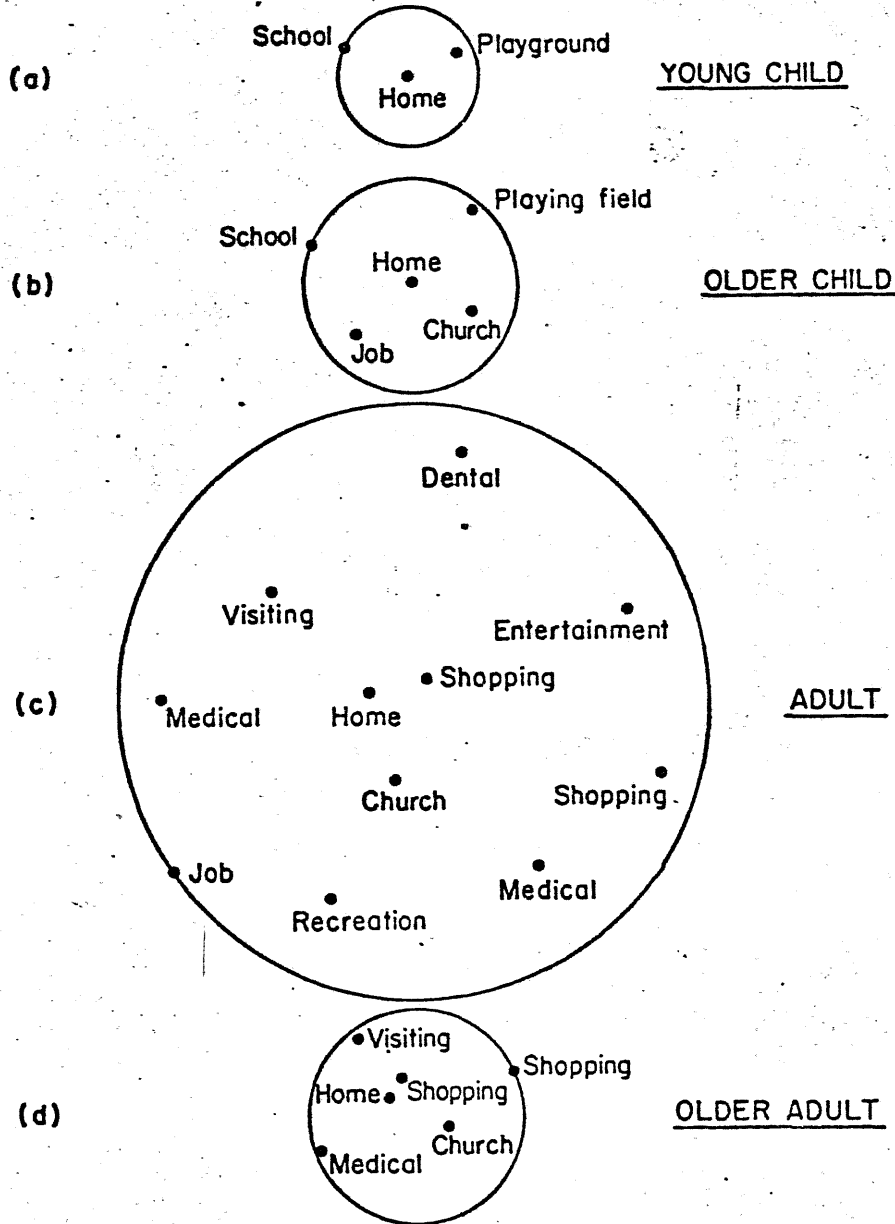 School
Playground
(a)
Home
YOUNG CHILD
Playing field
School
Home
(b)
OLDER CHILD
Church
Job
Dental
Visiting
Entertainment
Shopping
(c)
Medical
Home
ADULT
Church
Shopping
Job
Medical
Recreation
Visiting
Shopping
Home
Shopping
(d)
OLDER ADULT
Church
Medical